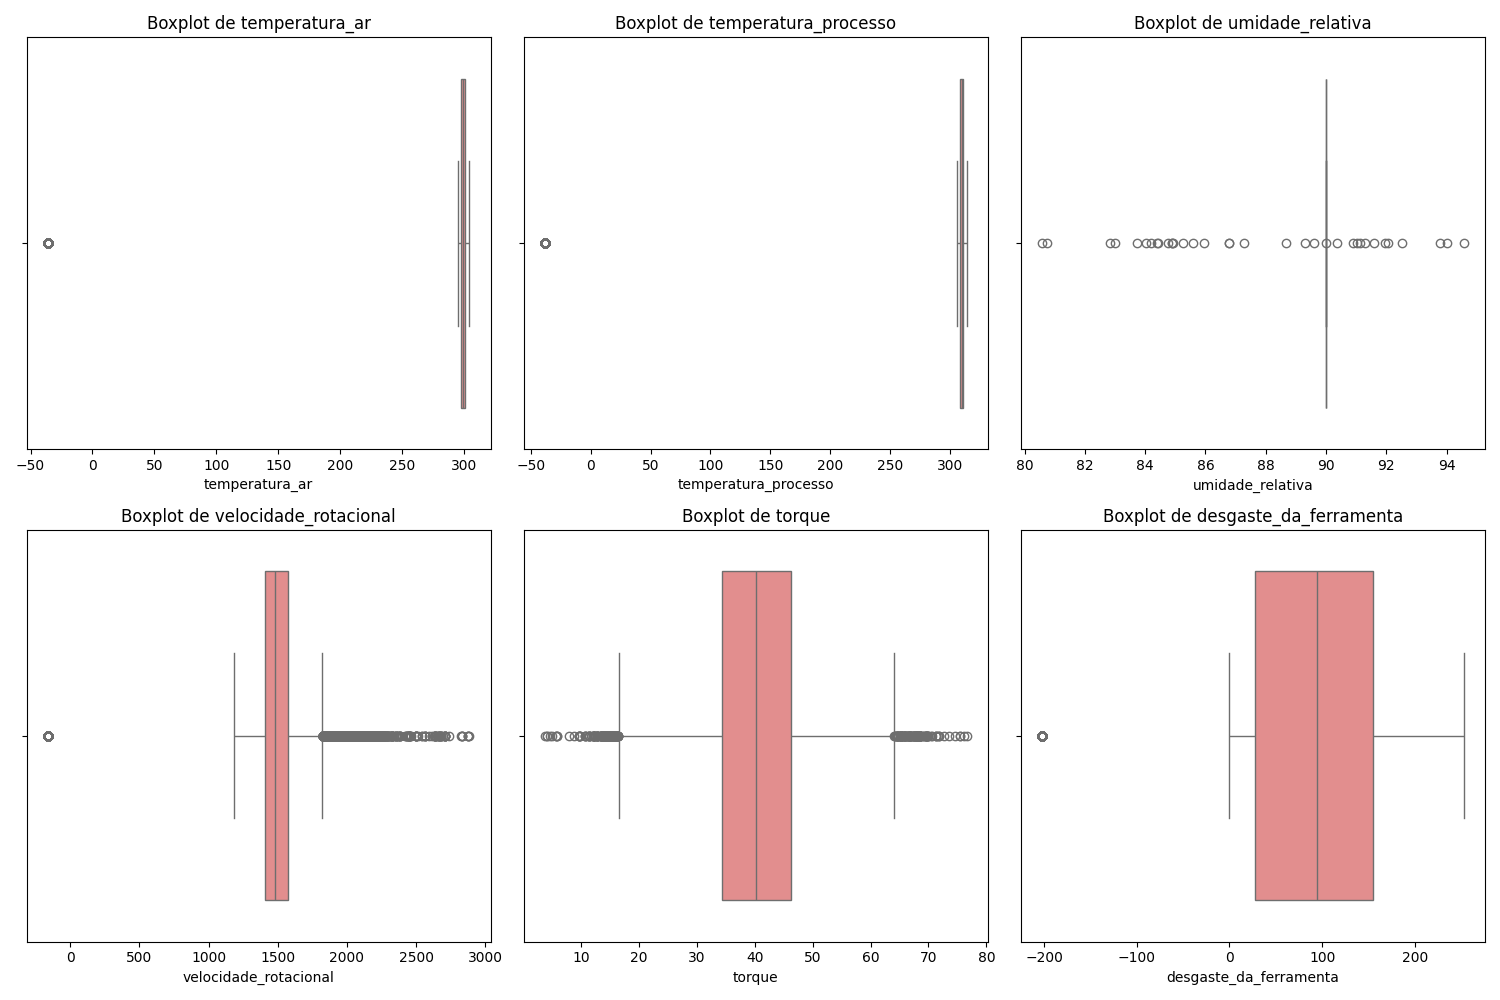 Boxplot de temperatura_ar
Boxplot de temperatura_processo
Boxplot de umidade_relativa
−50 0 50 100 150 200 250 300
−50 0 50 100 150 200 250 300
80 82 84 86 88 90 92 94
temperatura_ar
temperatura_processo
umidade_relativa
Boxplot de velocidade_rotacional
Boxplot de torque
Boxplot de desgaste_da_ferramenta
0 500 1000 1500 2000 2500 3000
10 20 30 40 50 60 70 80
−200 −100 0 100 200
velocidade_rotacional
torque
desgaste_da_ferramenta